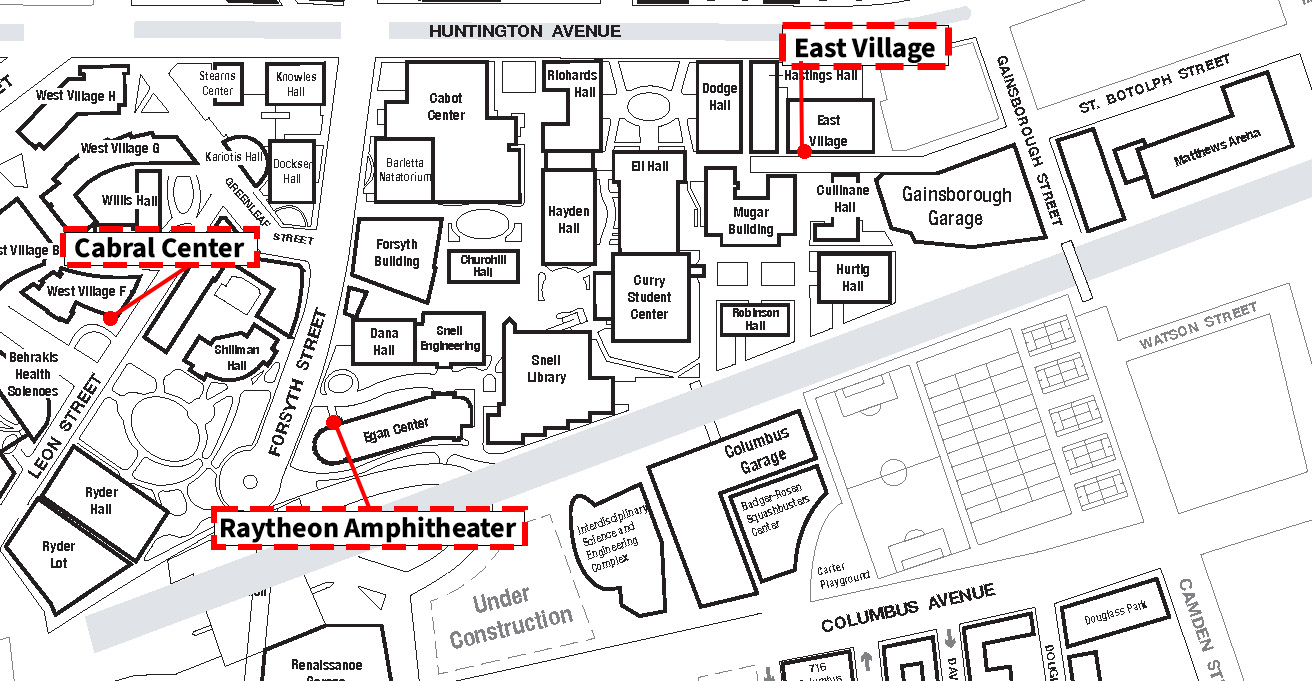 HUNTINGTON AVENUE
East Village
Hastings Hall
Stearns
Center
Knowles
Hall
West Village H
Cabot
Center
Richards
Hall
Dodge
Hall
East
Village
GAINSBOROUGH STREET
ST. BOTOLPH STREET
Matthews Arena
West Village G
Kariotis Hall
Dockser
Hall
Barletta
Natatorium
Ell Hall
Willis Hall
GREENLEAF
STREET
Hayden
Hall
Mugar
Building
Cullinane
Hall
Gainsborough
Garage
st Village B
Cabral Center
Forsyth
Building
Churchill
Hall
West Village F
Curry
Student
Center
Hurtig
Hall
Robinson
Hall
WATSON STREET
Dana
Hall
Snell
Engineering
Shillman
Hall
Snell
Library
Behrakis
Health
Sciences
FORSYTH STREET
LEON STREET
Egan Center
Columbus
Garage
Ryder
Hall
Badger-Rosen
Squashbusters
Center
Raytheon Amphitheater
Interdisciplinary
Science and
Engineering
Complex
Ryder
Lot
Carter
Playground
Under
Construction
COLUMBUS AVENUE
Douglass Park
CAMDEN ST
Renaissance
716